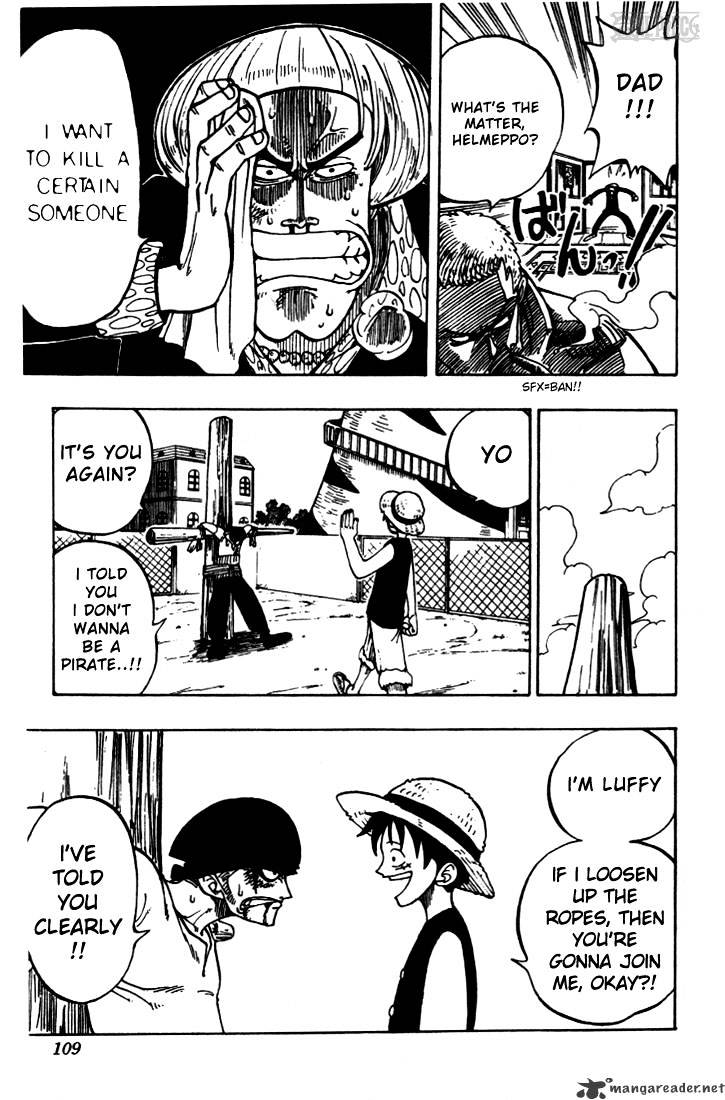 DAD
!!!
WHAT'S THE
MATTER,
HELMEPPO?
ばんっ!!
SFX=BAN!!
I WANT
TO KILL A
CERTAIN
SOMEONE
YO
IT'S YOU
AGAIN?
I TOLD
YOU
I DON'T
WANNA
BE A
PIRATE..!!
I'M LUFFY
IF I LOOSEN
UP THE
ROPES, THEN
YOU'RE
GONNA JOIN
ME, OKAY?!
I'VE
TOLD
YOU
CLEARLY
!!
109
mangareader.net